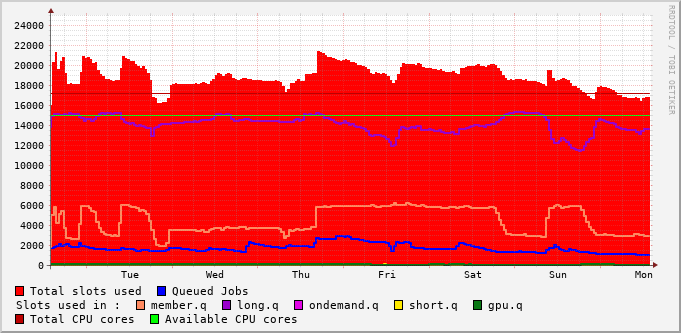 RRDTOOL / TOBI OETIKER
24000
22000
20000
18000
16000
14000
12000
10000
8000
6000
4000
2000
0
Tue Wed Thu Fri Sat Sun Mon
Total slots used Queued Jobs
Slots used in : member.q long.q ondemand.q short.q gpu.q
Total CPU cores Available CPU cores